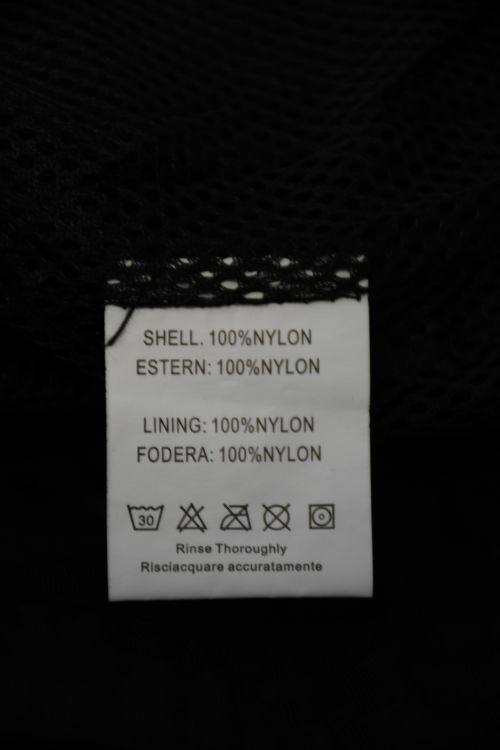 SHELL. 100%NYLON
ESTERN: 100%NYLON
LINING: 100%NYLON
FODERA: 100%NYLON
30
Rinse Thoroughly
Risciacquare accuratamente